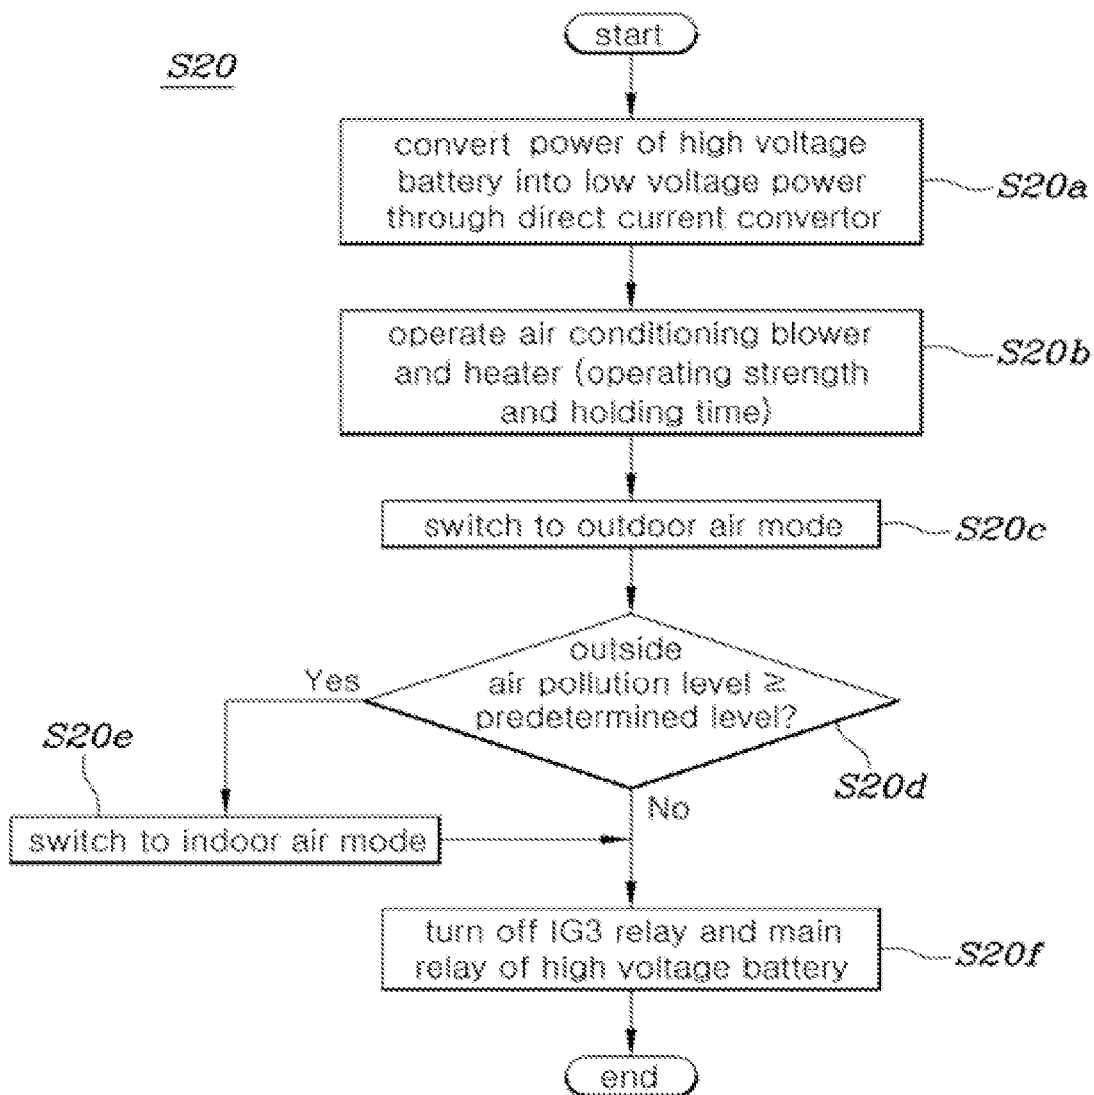 start
S20
convert power of high voltage
battery into low voltage power
through direct current convertor
S20a
operate air conditioning blower
and heater (operating strength
and holding time)
S20b
switch to outdoor air mode
S20c
outside
air pollution level ≥
predetermined level?
Yes
S20e
S20d
No
switch to indoor air mode
turn off IG3 relay and main
relay of high voltage battery
S20f
end